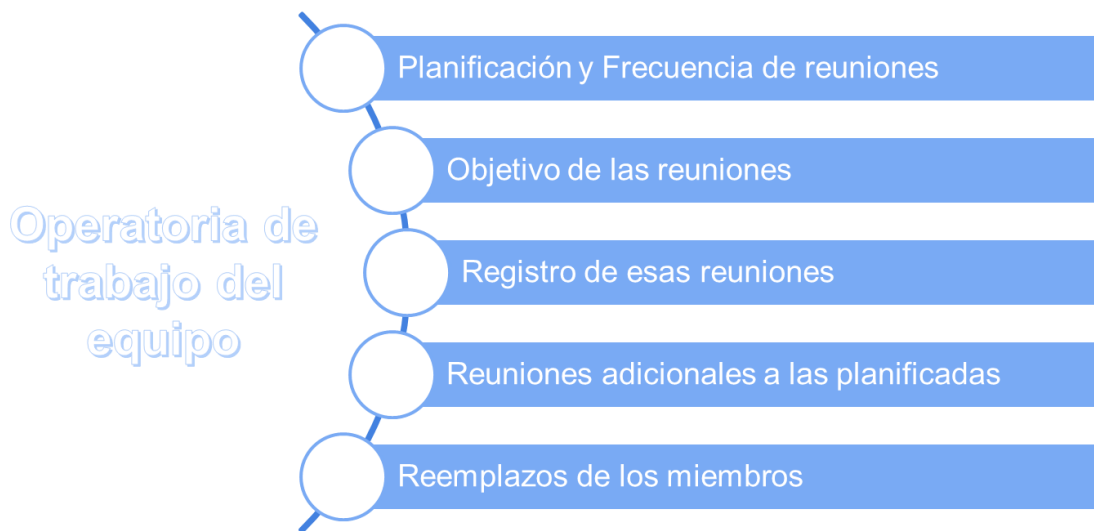 Operatoria de
trabajo del
equipo
Planificación y Frecuencia de reuniones
Objetivo de las reuniones
Registro de esas reuniones
Reuniones adicionales a las planificadas
Reemplazos de los miembros